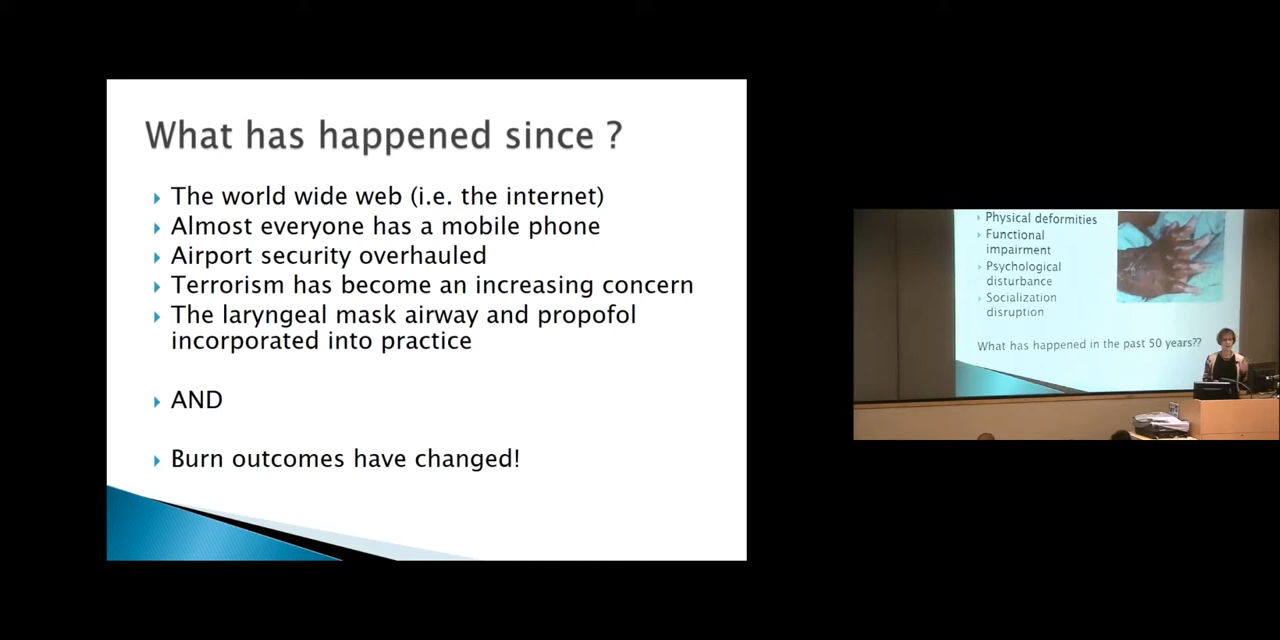 What has happened since ?
The world wide web (i.e. the internet)
Almost everyone has a mobile phone
Airport security overhauled
Terrorism has become an increasing concern
The laryngeal mask airway and propofol
incorporated into practice
AND
Burn outcomes have changed!
Physical deformities
Functional
impairment
Psychological
disturbance
Socialization
disruption
What has happened in the past 50 years??